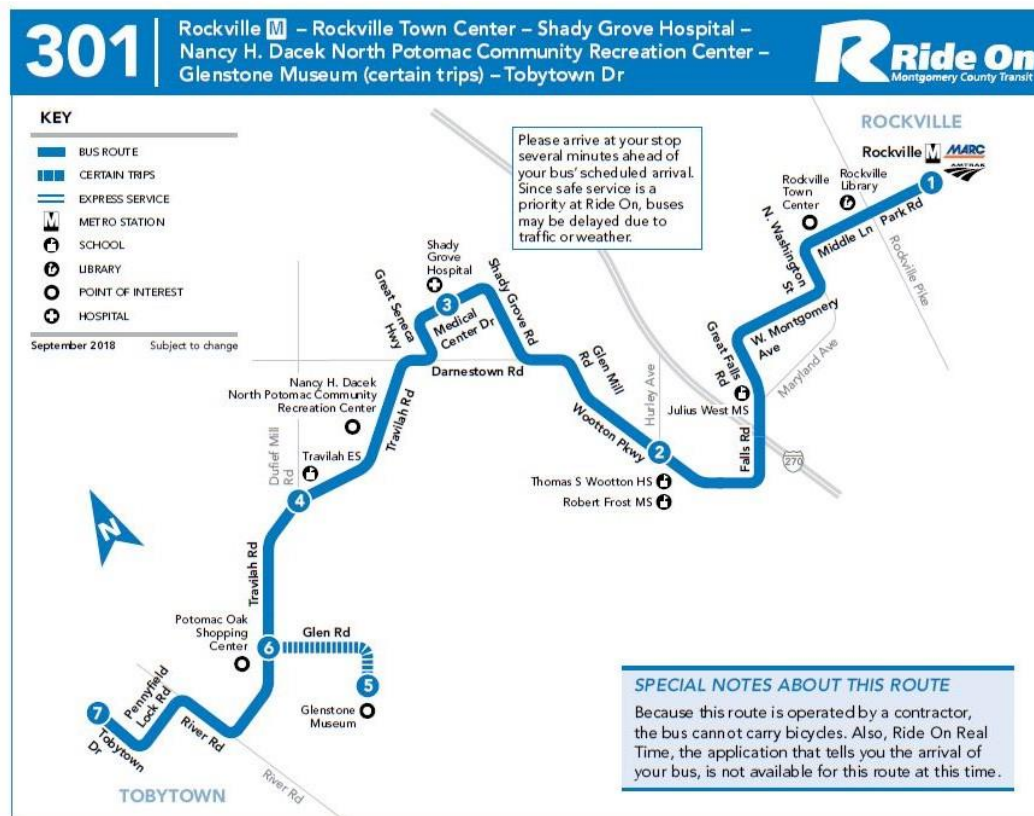 301
Rockville M – Rockville Town Center – Shady Grove Hospital –
Nancy H. Dacek North Potomac Community Recreation Center –
Glenstone Museum (certain trips) – Tobytown Dr
Ride On
Montgomery County Transit
KEY
BUS ROUTE
CERTAIN TRIPS
EXPRESS SERVICE
M METRO STATION
SCHOOL
LIBRARY
POINT OF INTEREST
HOSPITAL
September 2018 Subject to change
Please arrive at your stop
several minutes ahead of
your bus' scheduled arrival.
Since safe service is a
priority at Ride On, buses
may be delayed due to
traffic or weather.
ROCKVILLE
Rockville M MARC
AMTRAK
1
Rockville
Library
Rockville
Town
Center
Park Rd
Middle Ln
N. Washington
St
Rockville Pike
W. Montgomery
Ave
Maryland Ave
Great Falls
Rd
Julius West MS
Falls Rd
270
Hurley Ave
2
Thomas S Wootton HS
Robert Frost MS
Wootton Pkwy
Glen Mill
Rd
Darnestown Rd
Shady Grove Rd
Shady
Grove
Hospital
3
Medical
Center Dr
Great Seneca
Hwy
Travilah Rd
Nancy H. Dacek
North Potomac Community
Recreation Center
Dufief Mill
Rd
Travilah ES
4
N
Travilah Rd
Potomac Oak
Shopping
Center
6
Glen Rd
5
Glenstone
Museum
Pennyfield
Lock Rd
River Rd
River Rd
7
Tobytown
Dr
TOBYTOWN
SPECIAL NOTES ABOUT THIS ROUTE
Because this route is operated by a contractor,
the bus cannot carry bicycles. Also, Ride On Real
Time, the application that tells you the arrival of
your bus, is not available for this route at this time.